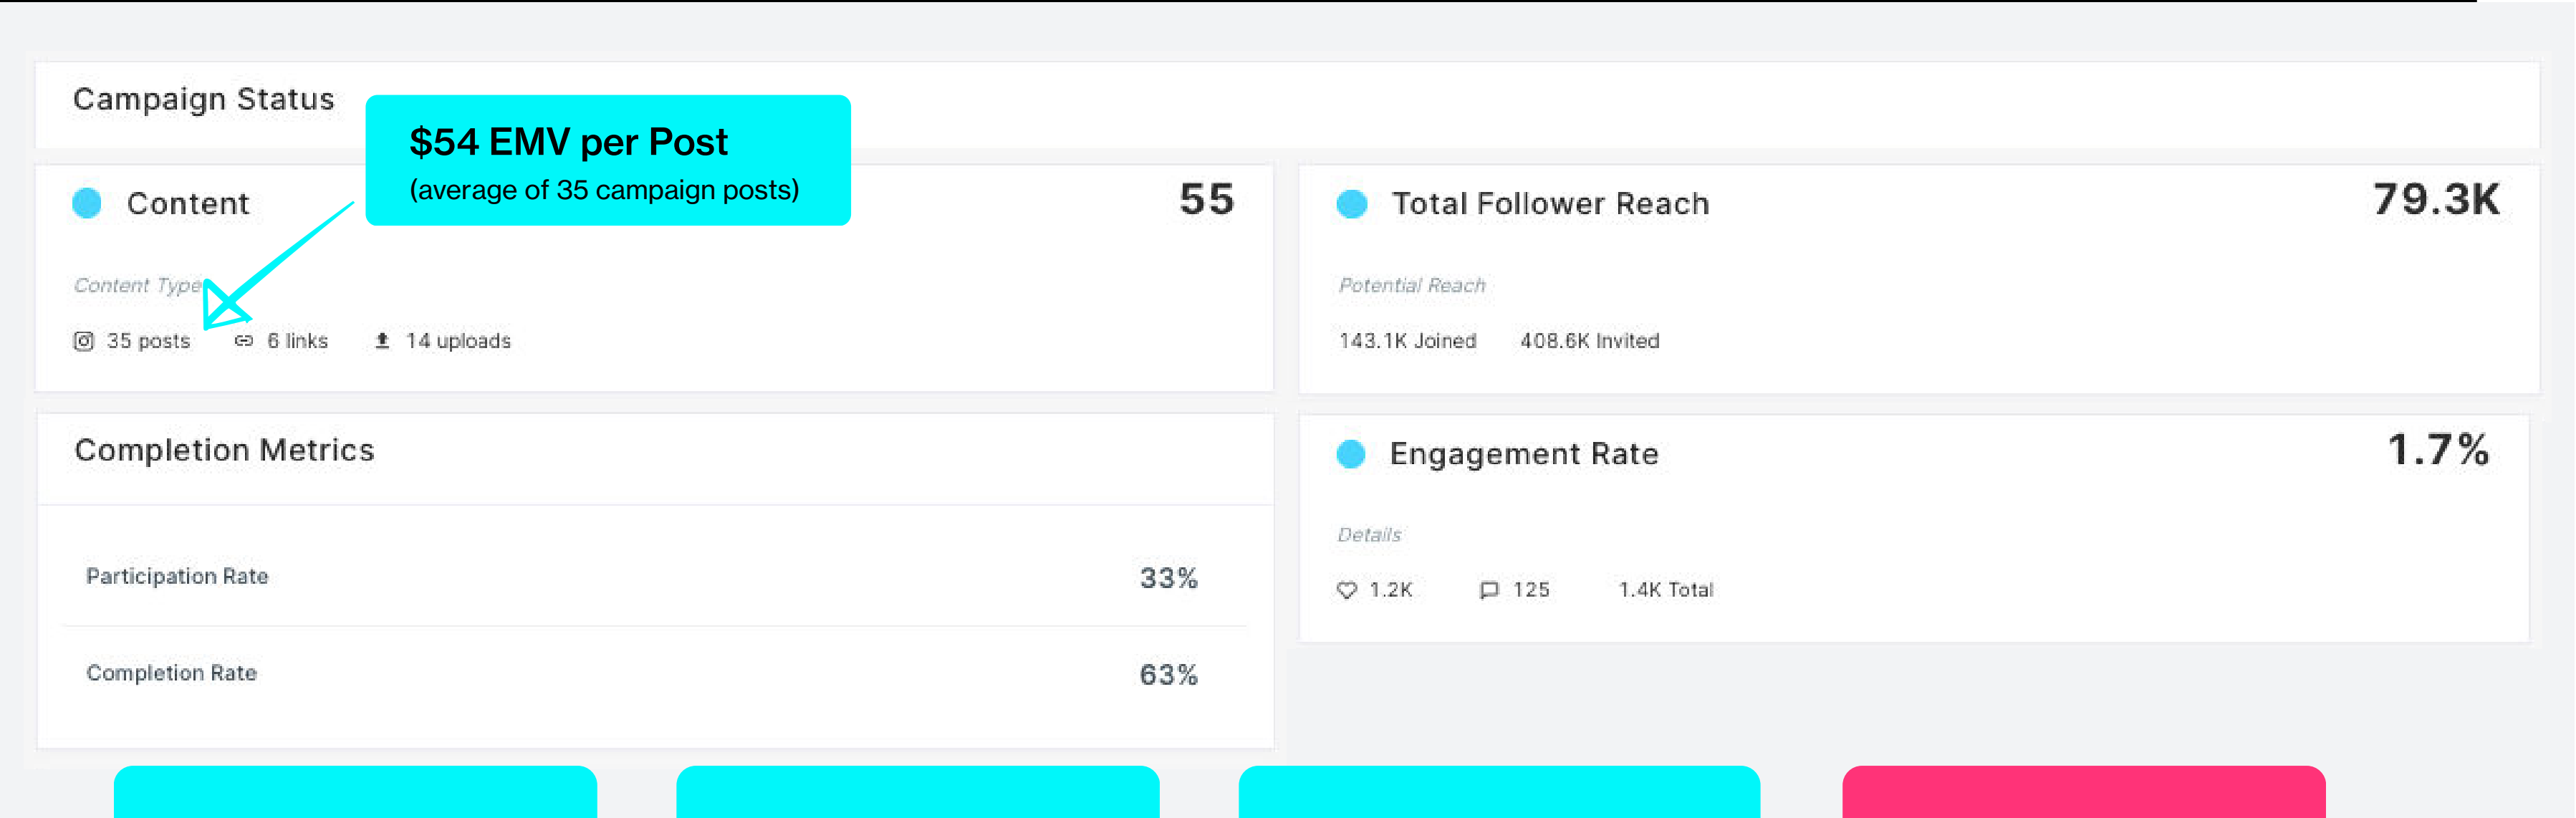 Campaign Status
$54 EMV per Post
(average of 35 campaign posts)
Content
55
Content Type
35 posts
6 links
14 uploads
Total Follower Reach
79.3K
Potential Reach
143.1K Joined
408.6K Invited
Completion Metrics
Participation Rate
33%
Completion Rate
63%
Engagement Rate
1.7%
Details
1.2K
125
1.4K Total